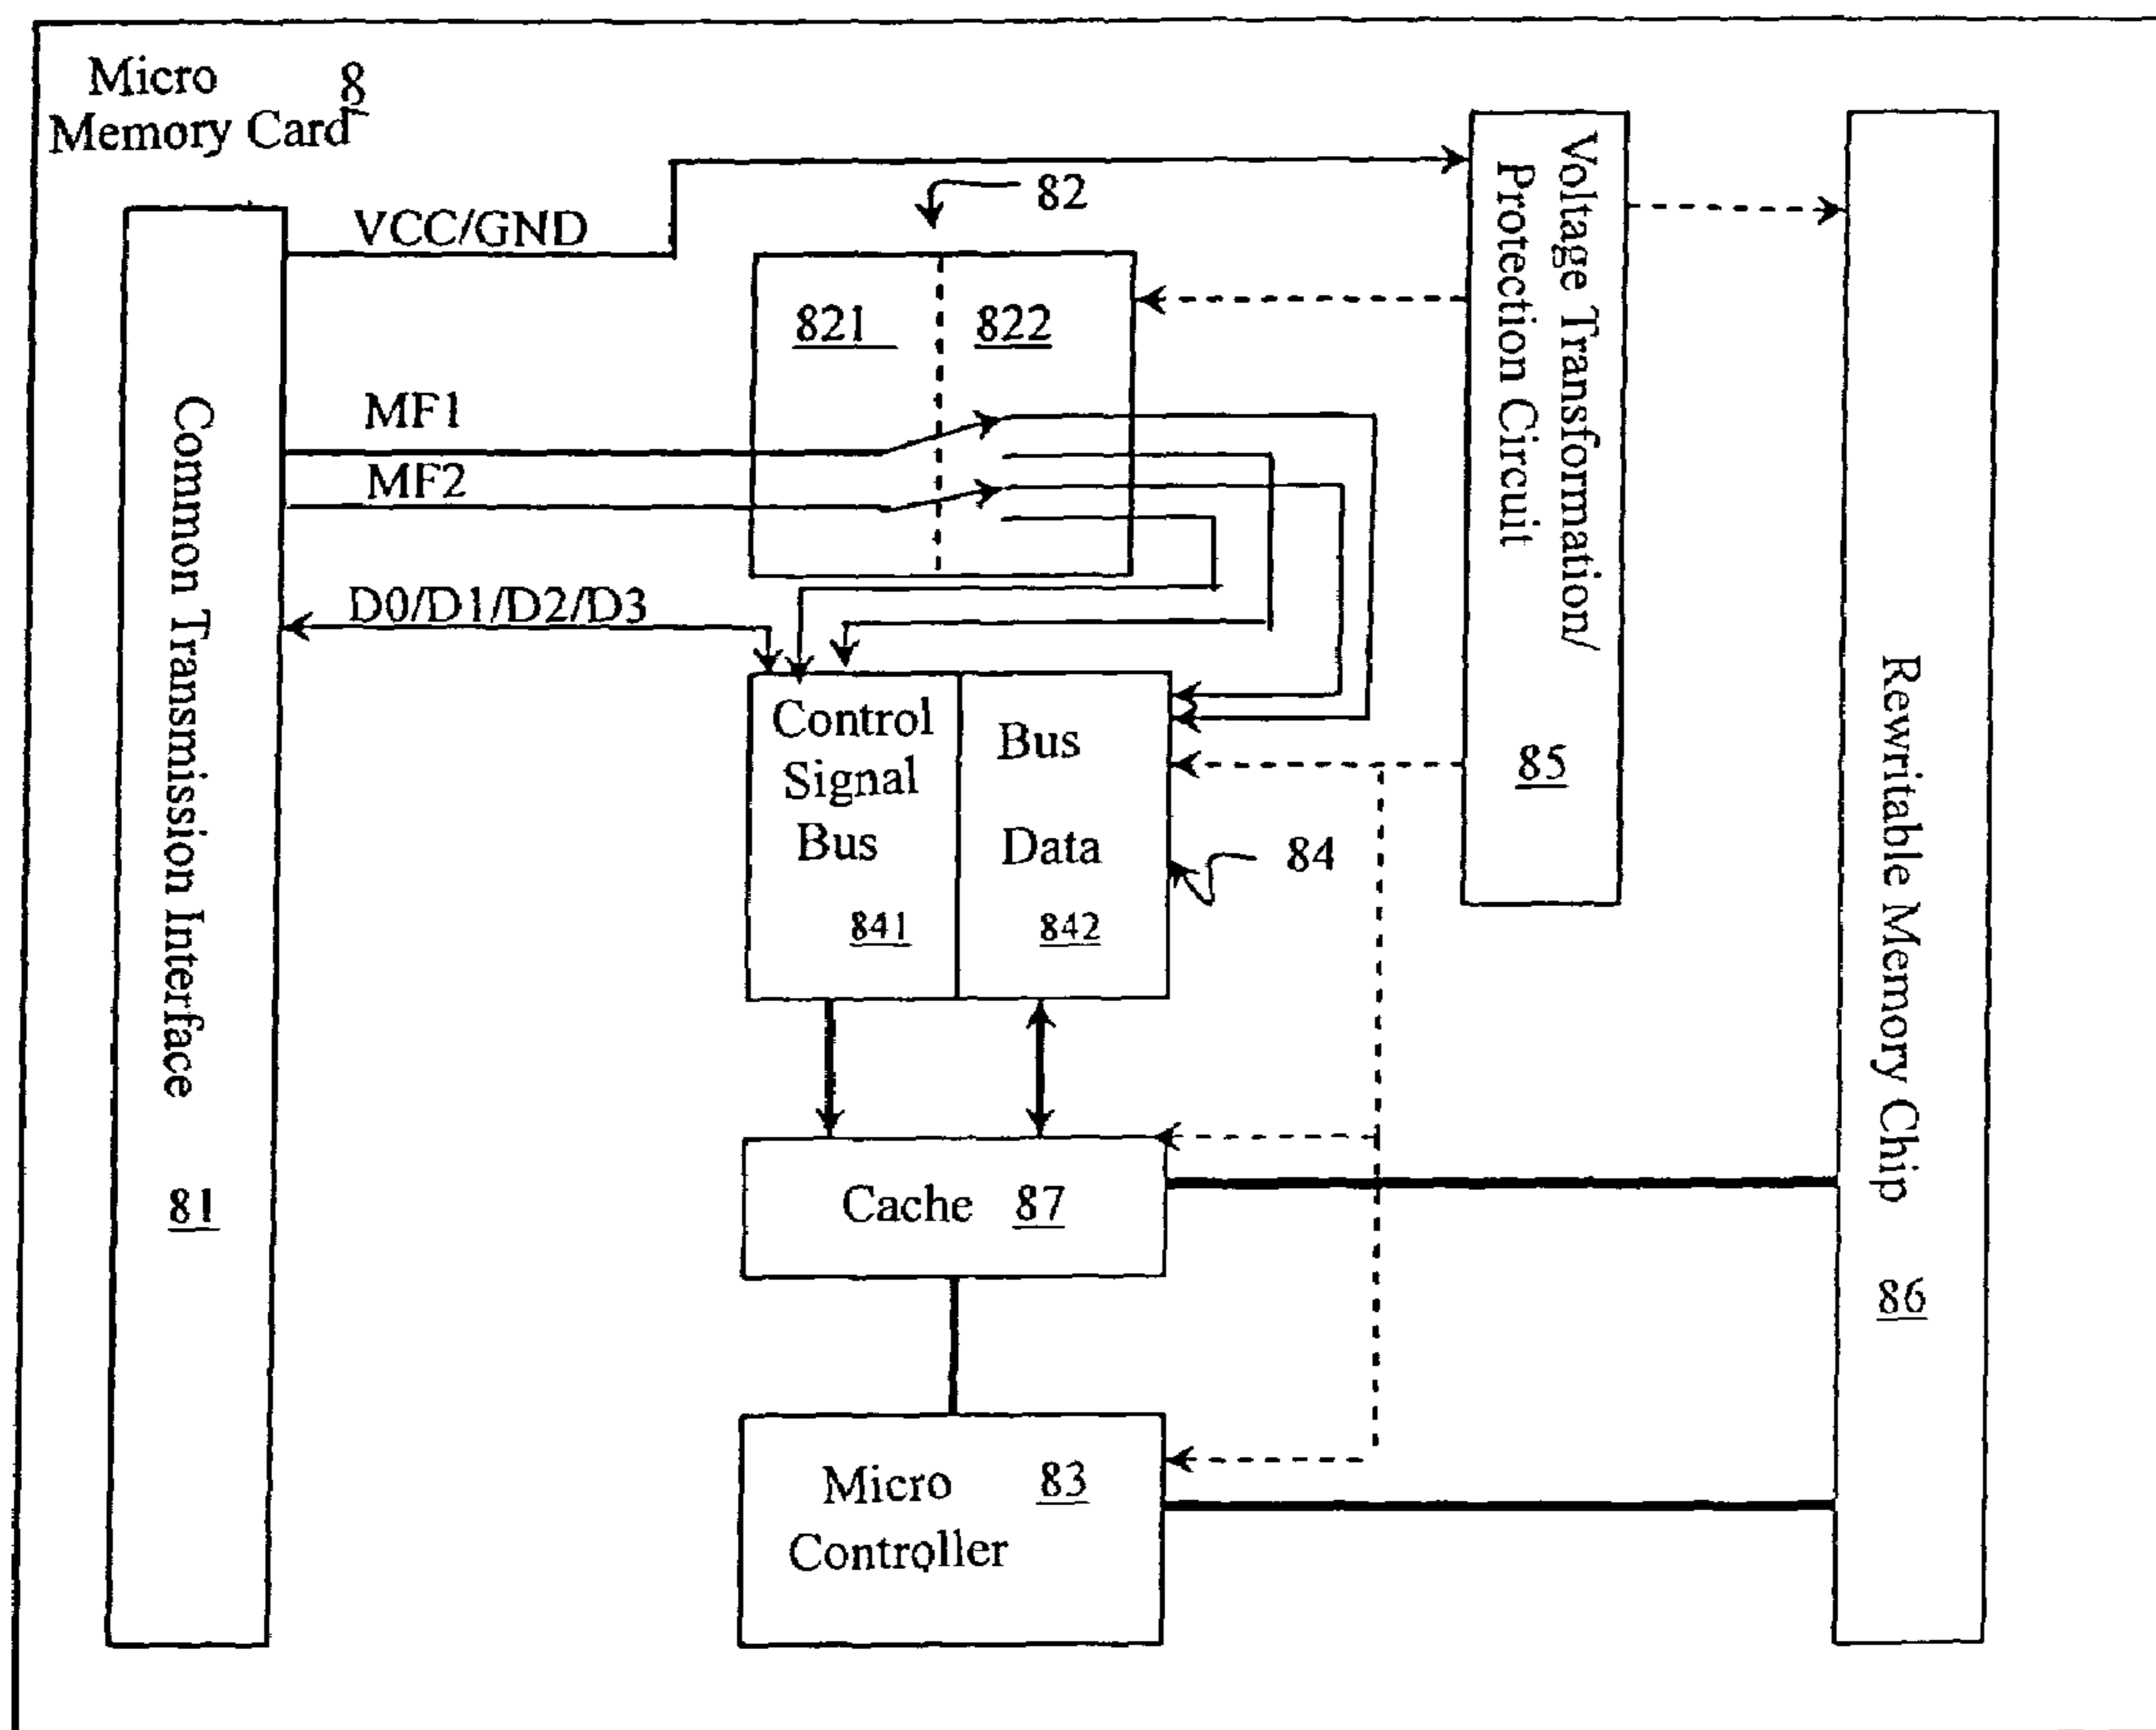 Micro 8
Memory Card
VCC/GND
82
821 822
MF1
MF2
D0/D1/D2/D3
Common Transmission Interface 81
Control
Signal
Bus
841
Bus
Data
842
84
Voltage Transformation/
Protection Circuit
85
Rewritable Memory Chip 86
Cache 87
Micro 83
Controller